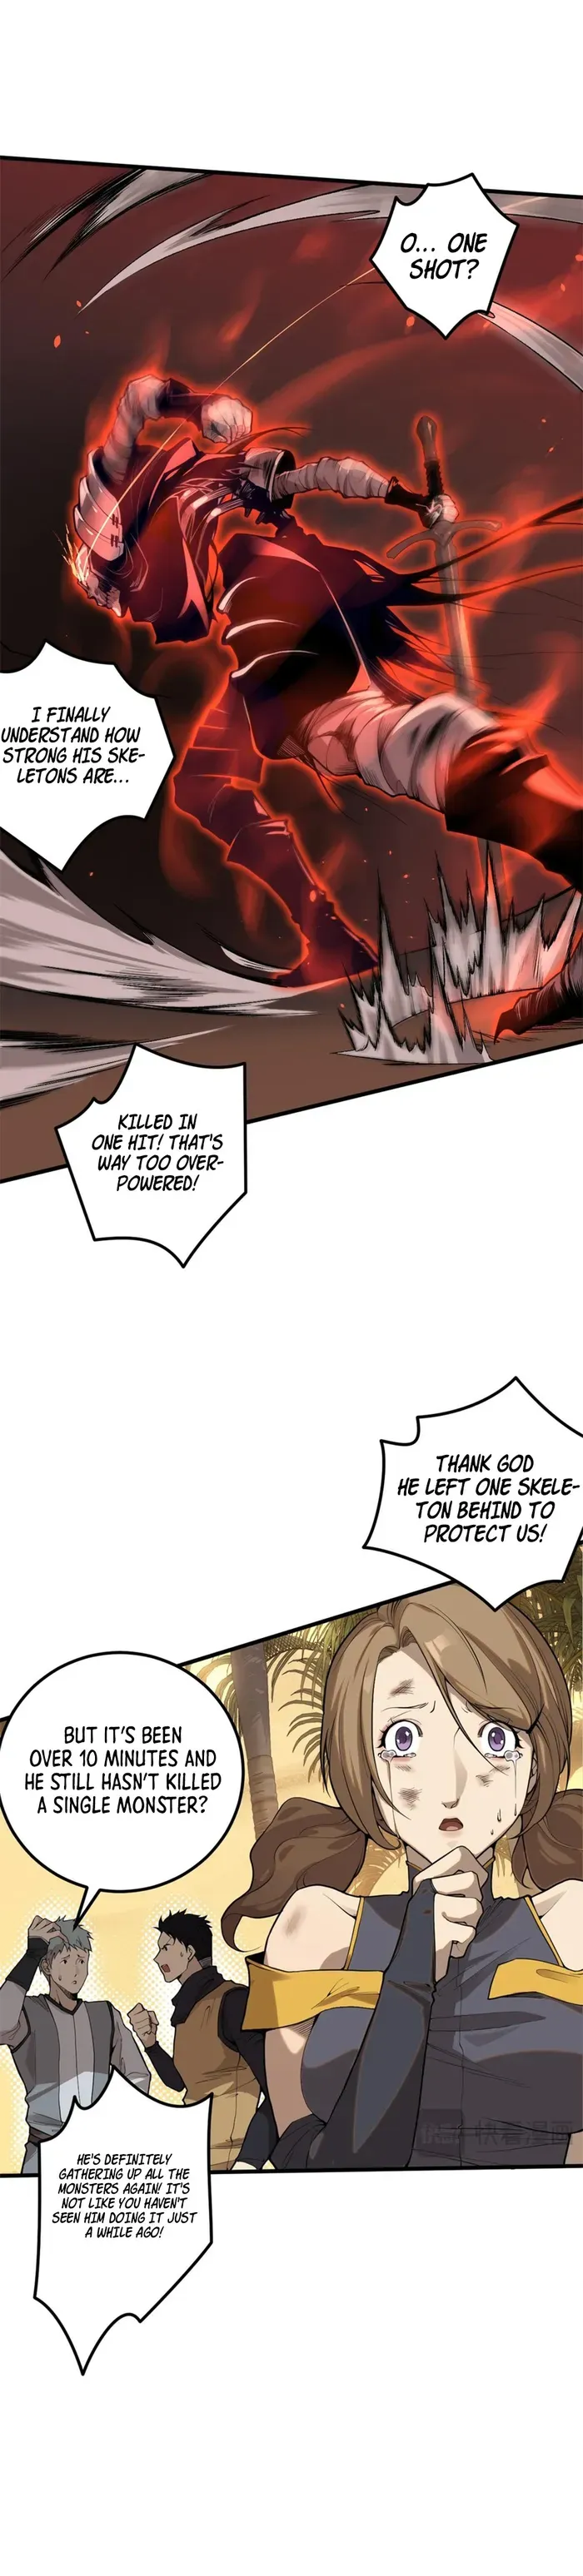 O... ONE
SHOT?
I FINALLY
UNDERSTAND HOW
STRONG HIS SKE-
LETONS ARE...
KILLED IN
ONE HIT! THAT'S
WAY TOO OVER-
POWERED!
THANK GOD
HE LEFT ONE SKELE-
TON BEHIND TO
PROTECT US!
BUT IT'S BEEN
OVER 10 MINUTES AND
HE STILL HASN'T KILLED
A SINGLE MONSTER?
HE'S DEFINITELY
GATHERING UP ALL THE
MONSTERS AGAIN! IT'S
NOT LIKE YOU HAVEN'T
SEEN HIM DOING IT JUST
A WHILE AGO!